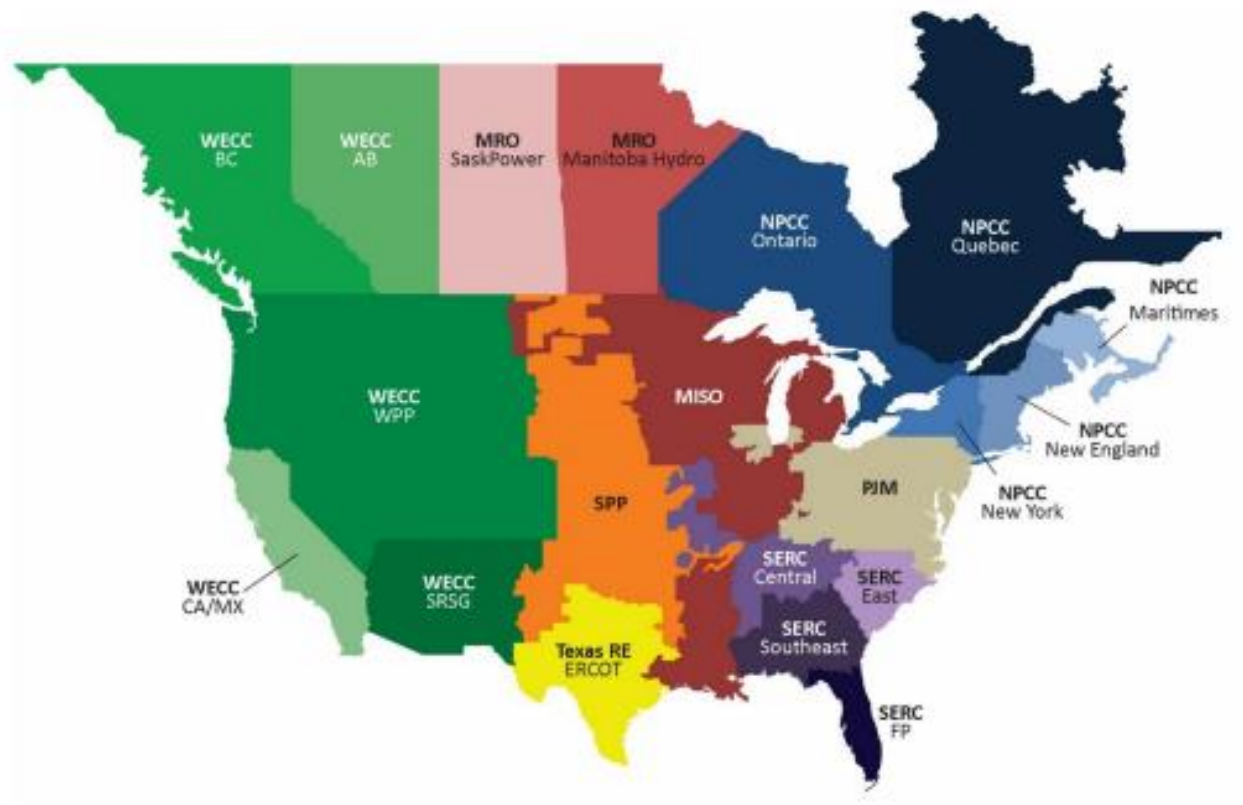 WECC
BC
WECC
AB
MRO
SaskPower
MRO
Manitoba Hydro
NPCC
Ontario
NPCC
Quebec
NPCC
Maritimes
WECC
WPP
MISO
NPCC
New England
SPP
PJM
NPCC
New York
WECC
CA/MX
WECC
SRSG
SERC
Central
SERC
East
SERC
Southeast
Texas RE
ERCOT
SERC
FP